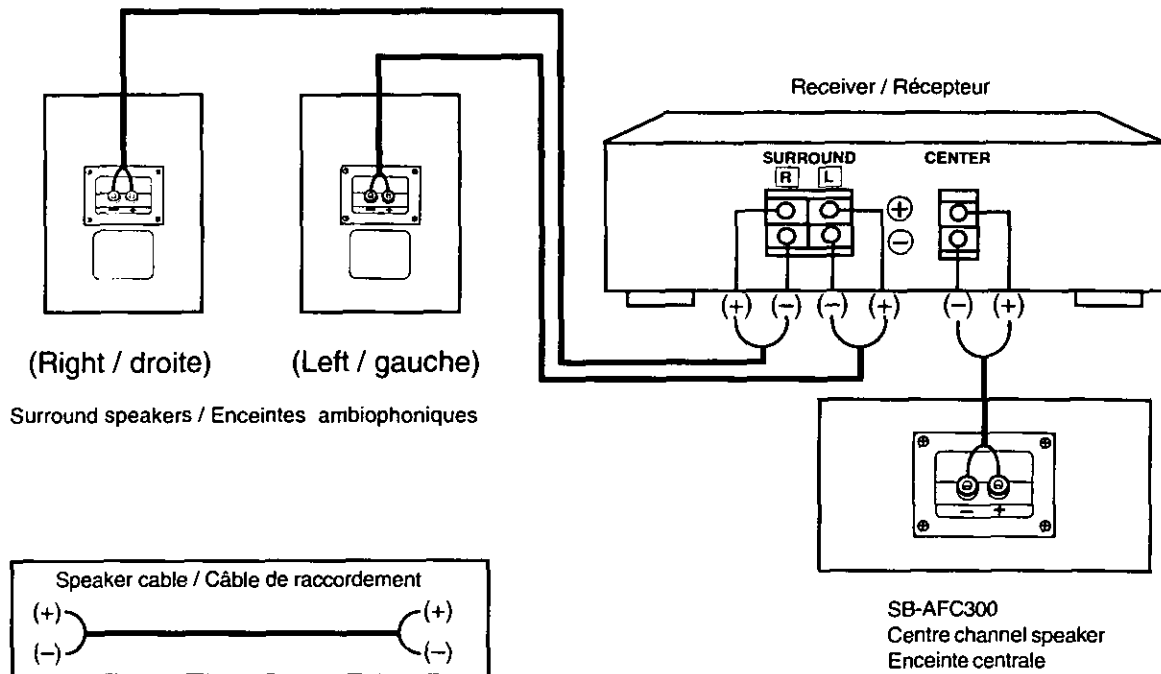 Receiver / Récepteur
SURROUND
CENTER
R L
+
−
− +
− +
(+) (−) (−) (+) (−) (+)
(Right / droite) (Left / gauche)
Surround speakers / Enceintes ambiophoniques
− +
Speaker cable / Câble de raccordement
(+) (+)
(−) (−)
SB-AFC300
Centre channel speaker
Enceinte centrale